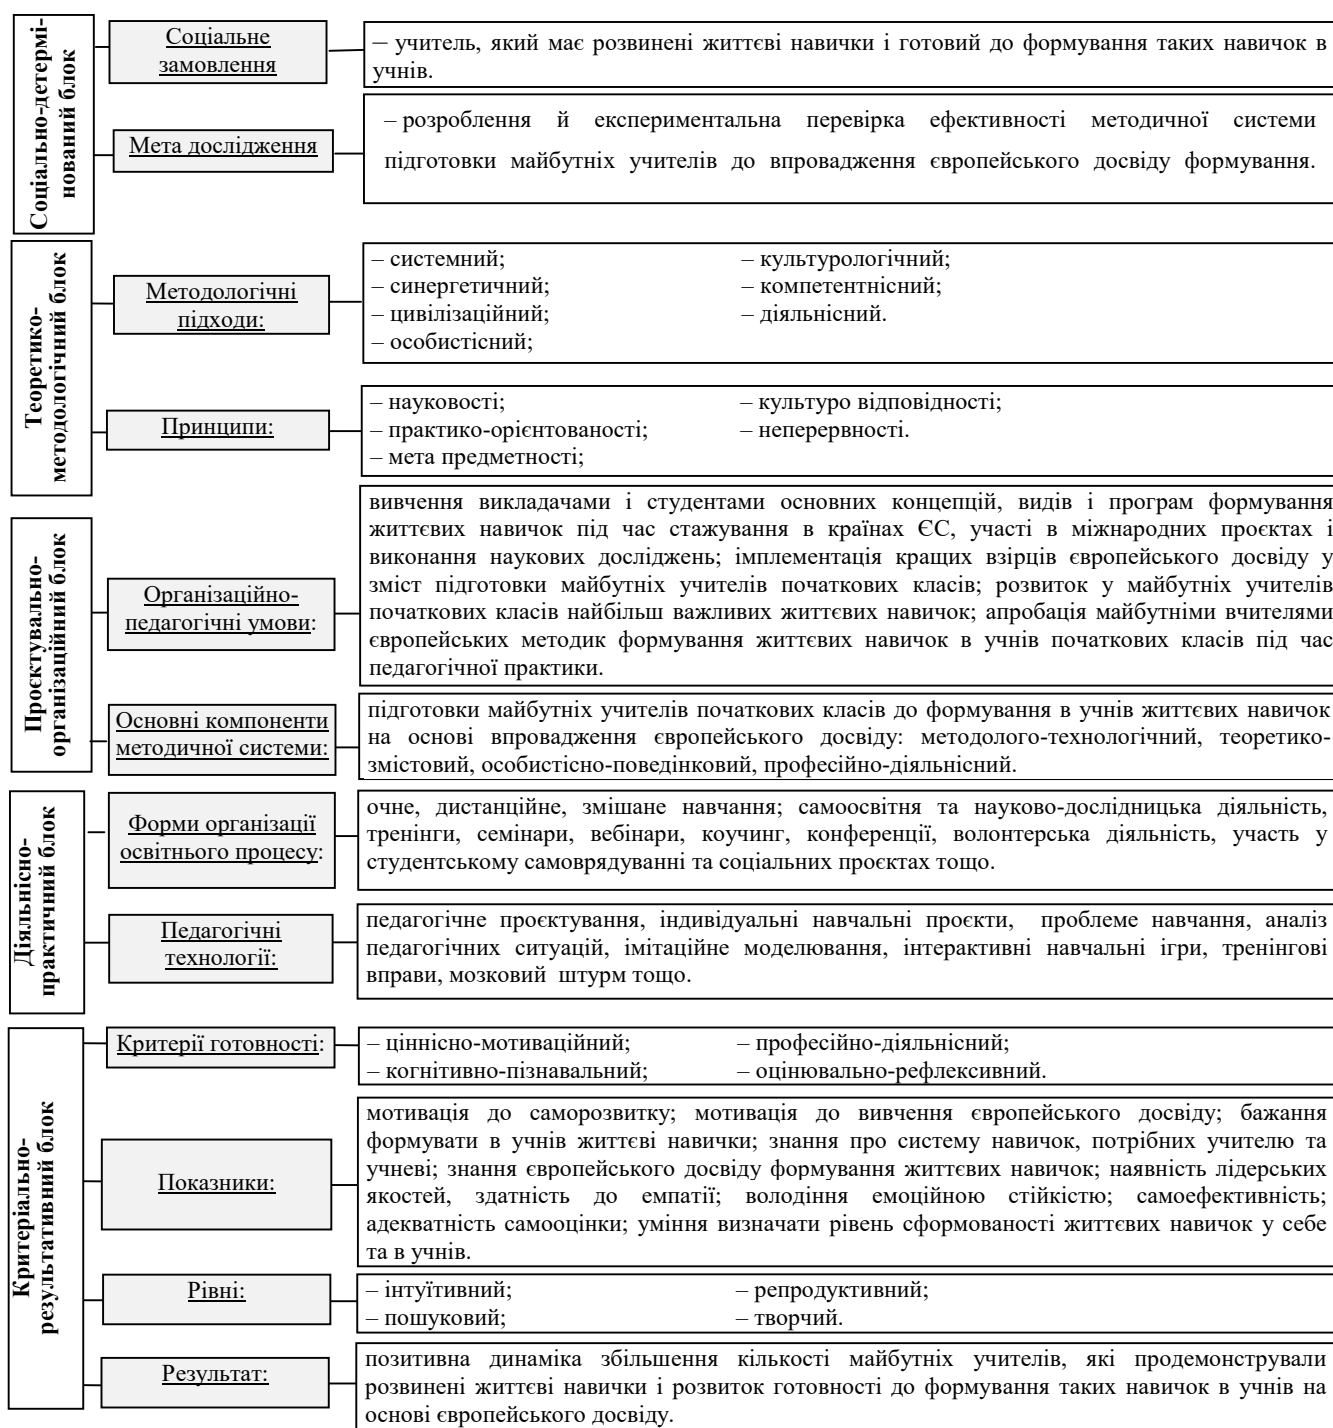 Соціально-детермі-
нований блок
Соціальне
замовлення
– учитель, який має розвинені життєві навички і готовий до формування таких навичок в
учнів.
Мета дослідження
– розроблення й експериментальна перевірка ефективності методичної системи
підготовки майбутніх учителів до впровадження європейського досвіду формування.
Теоретико-
методологічний блок
Методологічні
підходи:
– системний; – культурологічний;
– синергетичний; – компетентнісний;
– цивілізаційний; – діяльнісний.
– особистісний;
Принципи:
– науковості; – культуро відповідності;
– практико-орієнтованості; – неперервності.
– мета предметності;
Проєктувально-
організаційний блок
Організаційно-
педагогічні умови:
вивчення викладачами і студентами основних концепцій, видів і програм формування
життєвих навичок під час стажування в країнах ЄС, участі в міжнародних проєктах і
виконання наукових досліджень; імплементація кращих взірців європейського досвіду у
зміст підготовки майбутніх учителів початкових класів; розвиток у майбутніх учителів
початкових класів найбільш важливих життєвих навичок; апробація майбутніми вчителями
європейських методик формування життєвих навичок в учнів початкових класів під час
педагогічної практики.
Основні компоненти
методичної системи:
підготовки майбутніх учителів початкових класів до формування в учнів життєвих навичок
на основі впровадження європейського досвіду: методолого-технологічний, теоретико-
змістовий, особистісно-поведінковий, професійно-діяльнісний.
Діяльнісно-
практичний блок
Форми організації
освітнього процесу:
очне, дистанційне, змішане навчання; самоосвітня та науково-дослідницька діяльність,
тренінги, семінари, вебінари, коучинг, конференції, волонтерська діяльність, участь у
студентському самоврядуванні та соціальних проєктах тощо.
Педагогічні
технології:
педагогічне проєктування, індивідуальні навчальні проєкти, проблеме навчання, аналіз
педагогічних ситуацій, імітаційне моделювання, інтерактивні навчальні ігри, тренінгові
вправи, мозковий штурм тощо.
Критеріально-
результативний блок
Критерії готовності:
– ціннісно-мотиваційний; – професійно-діяльнісний;
– когнітивно-пізнавальний; – оцінювально-рефлексивний.
Показники:
мотивація до саморозвитку; мотивація до вивчення європейського досвіду; бажання
формувати в учнів життєві навички; знання про систему навичок, потрібних учителю та
учневі; знання європейського досвіду формування життєвих навичок; наявність лідерських
якостей, здатність до емпатії; володіння емоційною стійкістю; самоефективність;
адекватність самооцінки; уміння визначати рівень сформованості життєвих навичок у себе
та в учнів.
Рівні:
– інтуїтивний; – репродуктивний;
– пошуковий; – творчий.
Результат:
позитивна динаміка збільшення кількості майбутніх учителів, які продемонстрували
розвинені життєві навички і розвиток готовності до формування таких навичок в учнів на
основі європейського досвіду.